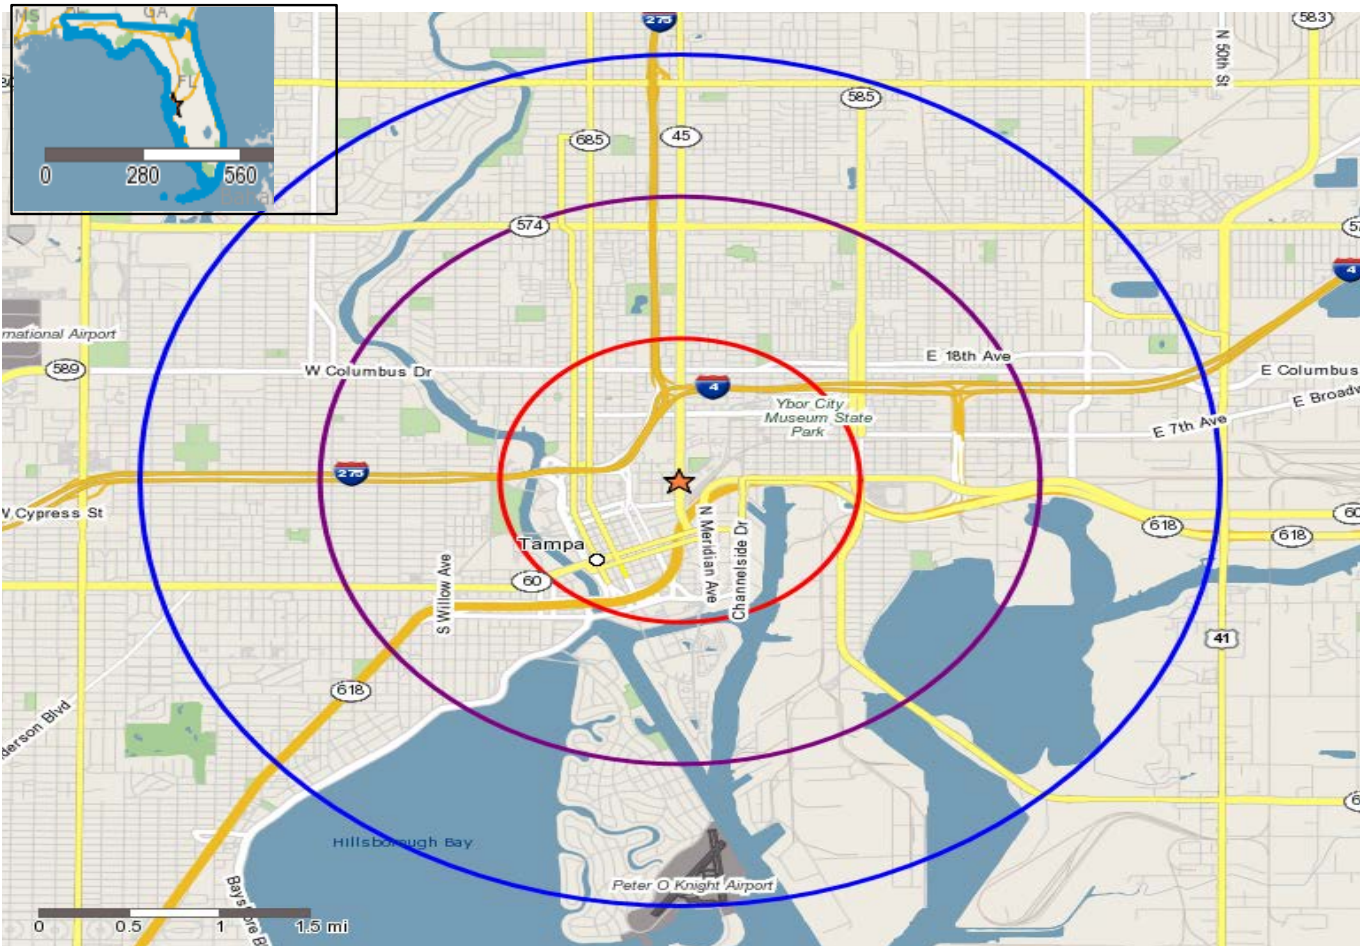 MS
GA
FL
0 280 560
275
583
N 50th St
585
685
45
574
4
rnational Airport
589
W Columbus Dr
E 18th Ave
E Columbus
4
Ybor City
Museum State
Park
E Broadw
E 7th Ave
275
W Cypress St
60
618
618
Tampa
N Meridian Ave
Channelside Dr
60
S Willow Ave
41
618
derson Blvd
Hillsborough Bay
Peter O Knight Airport
0 0.5 1 1.5 mi